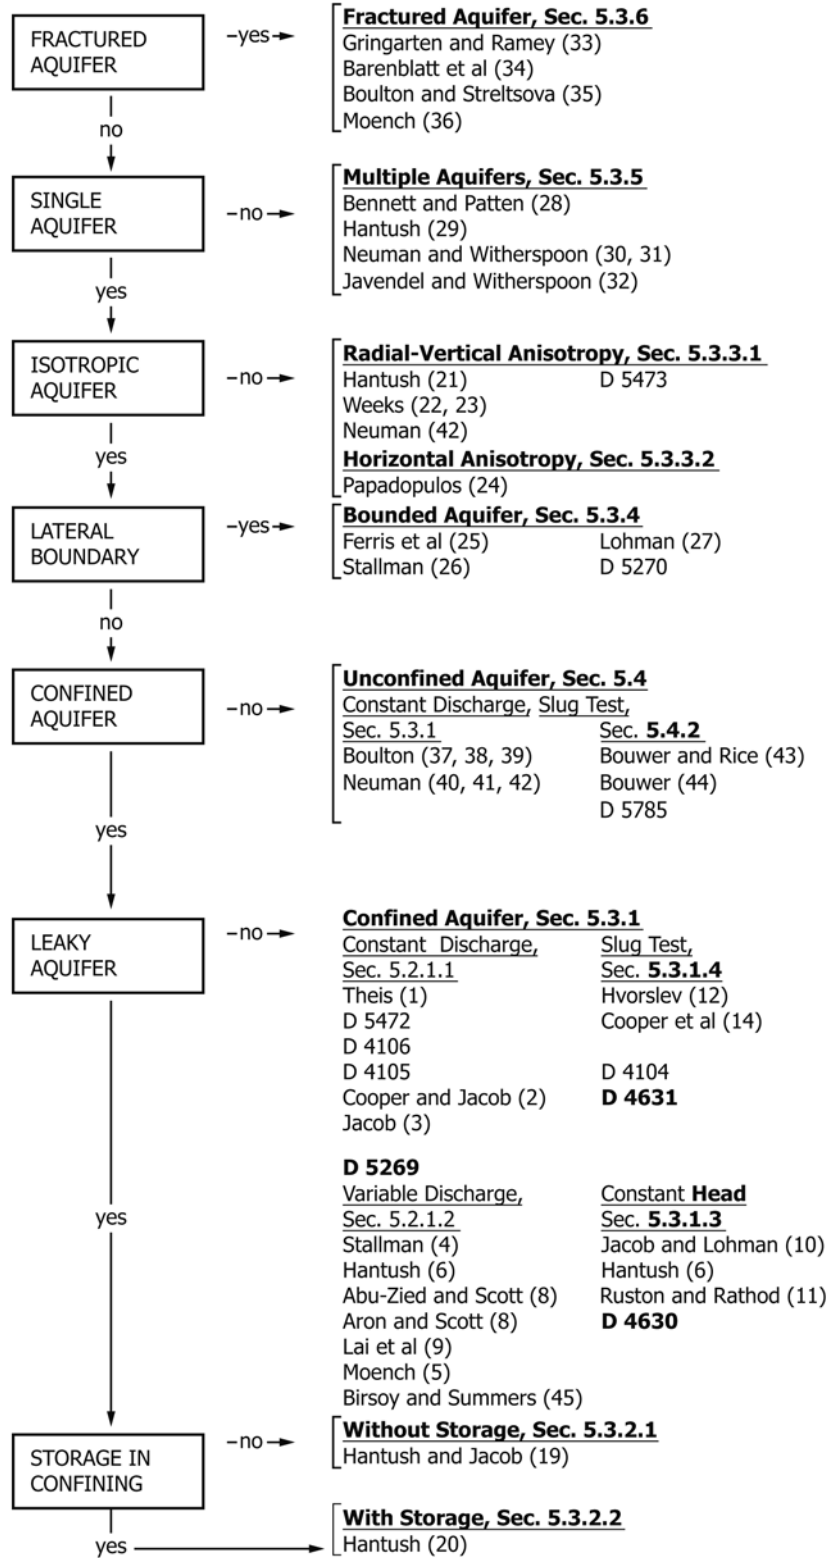 FRACTURED
AQUIFER
–yes
Fractured Aquifer, Sec. 5.3.6
Gringarten and Ramey (33)
Barenblatt et al (34)
Boulton and Streltsova (35)
Moench (36)
no
SINGLE
AQUIFER
–no
Multiple Aquifers, Sec. 5.3.5
Bennett and Patten (28)
Hantush (29)
Neuman and Witherspoon (30, 31)
Javendel and Witherspoon (32)
yes
ISOTROPIC
AQUIFER
–no
Radial-Vertical Anisotropy, Sec. 5.3.3.1
Hantush (21) D 5473
Weeks (22, 23)
Neuman (42)
Horizontal Anisotropy, Sec. 5.3.3.2
Papadopulos (24)
yes
LATERAL
BOUNDARY
–yes
Bounded Aquifer, Sec. 5.3.4
Ferris et al (25) Lohman (27)
Stallman (26) D 5270
no
CONFINED
AQUIFER
–no
Unconfined Aquifer, Sec. 5.4
Constant Discharge, Slug Test,
Sec. 5.3.1 Sec. 5.4.2
Boulton (37, 38, 39) Bouwer and Rice (43)
Neuman (40, 41, 42) Bouwer (44)
D 5785
yes
LEAKY
AQUIFER
–no
Confined Aquifer, Sec. 5.3.1
Constant Discharge, Slug Test,
Sec. 5.2.1.1 Sec. 5.3.1.4
Theis (1) Hvorslev (12)
D 5472 Cooper et al (14)
D 4106
D 4105 D 4104
Cooper and Jacob (2) D 4631
Jacob (3)
D 5269
Variable Discharge, Constant Head
Sec. 5.2.1.2 Sec. 5.3.1.3
Stallman (4) Jacob and Lohman (10)
Hantush (6) Hantush (6)
Abu-Zied and Scott (8) Ruston and Rathod (11)
Aron and Scott (8) D 4630
Lai et al (9)
Moench (5)
Birsoy and Summers (45)
yes
STORAGE IN
CONFINING
–no
Without Storage, Sec. 5.3.2.1
Hantush and Jacob (19)
yes
With Storage, Sec. 5.3.2.2
Hantush (20)